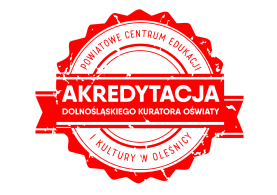 POWIATOWE CENTRUM EDUKACJI
AKREDYTACJA
DOLNOŚLĄSKIEGO KURATORA OŚWIATY
I KULTURY W OLEŚNICY